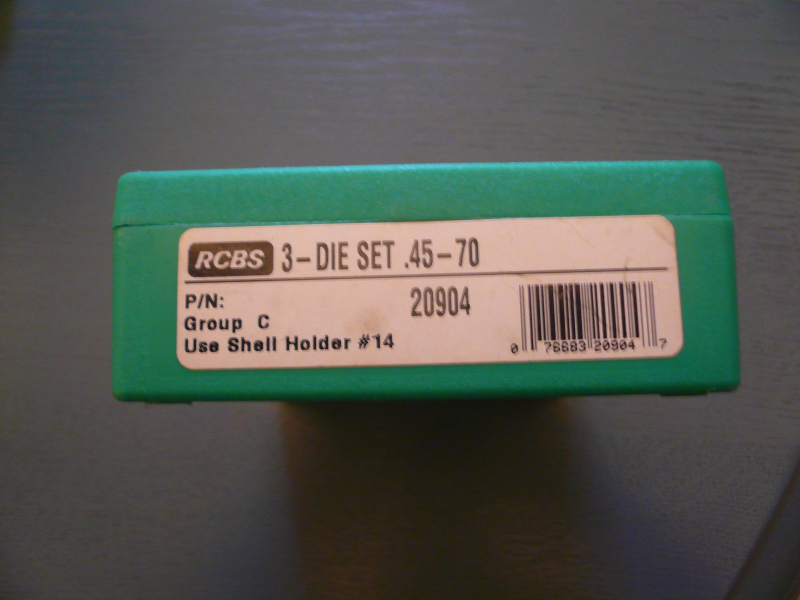 RCBS 3-DIE SET .45-70
P/N: 20904
Group C
Use Shell Holder #14
0 76683 20904 7